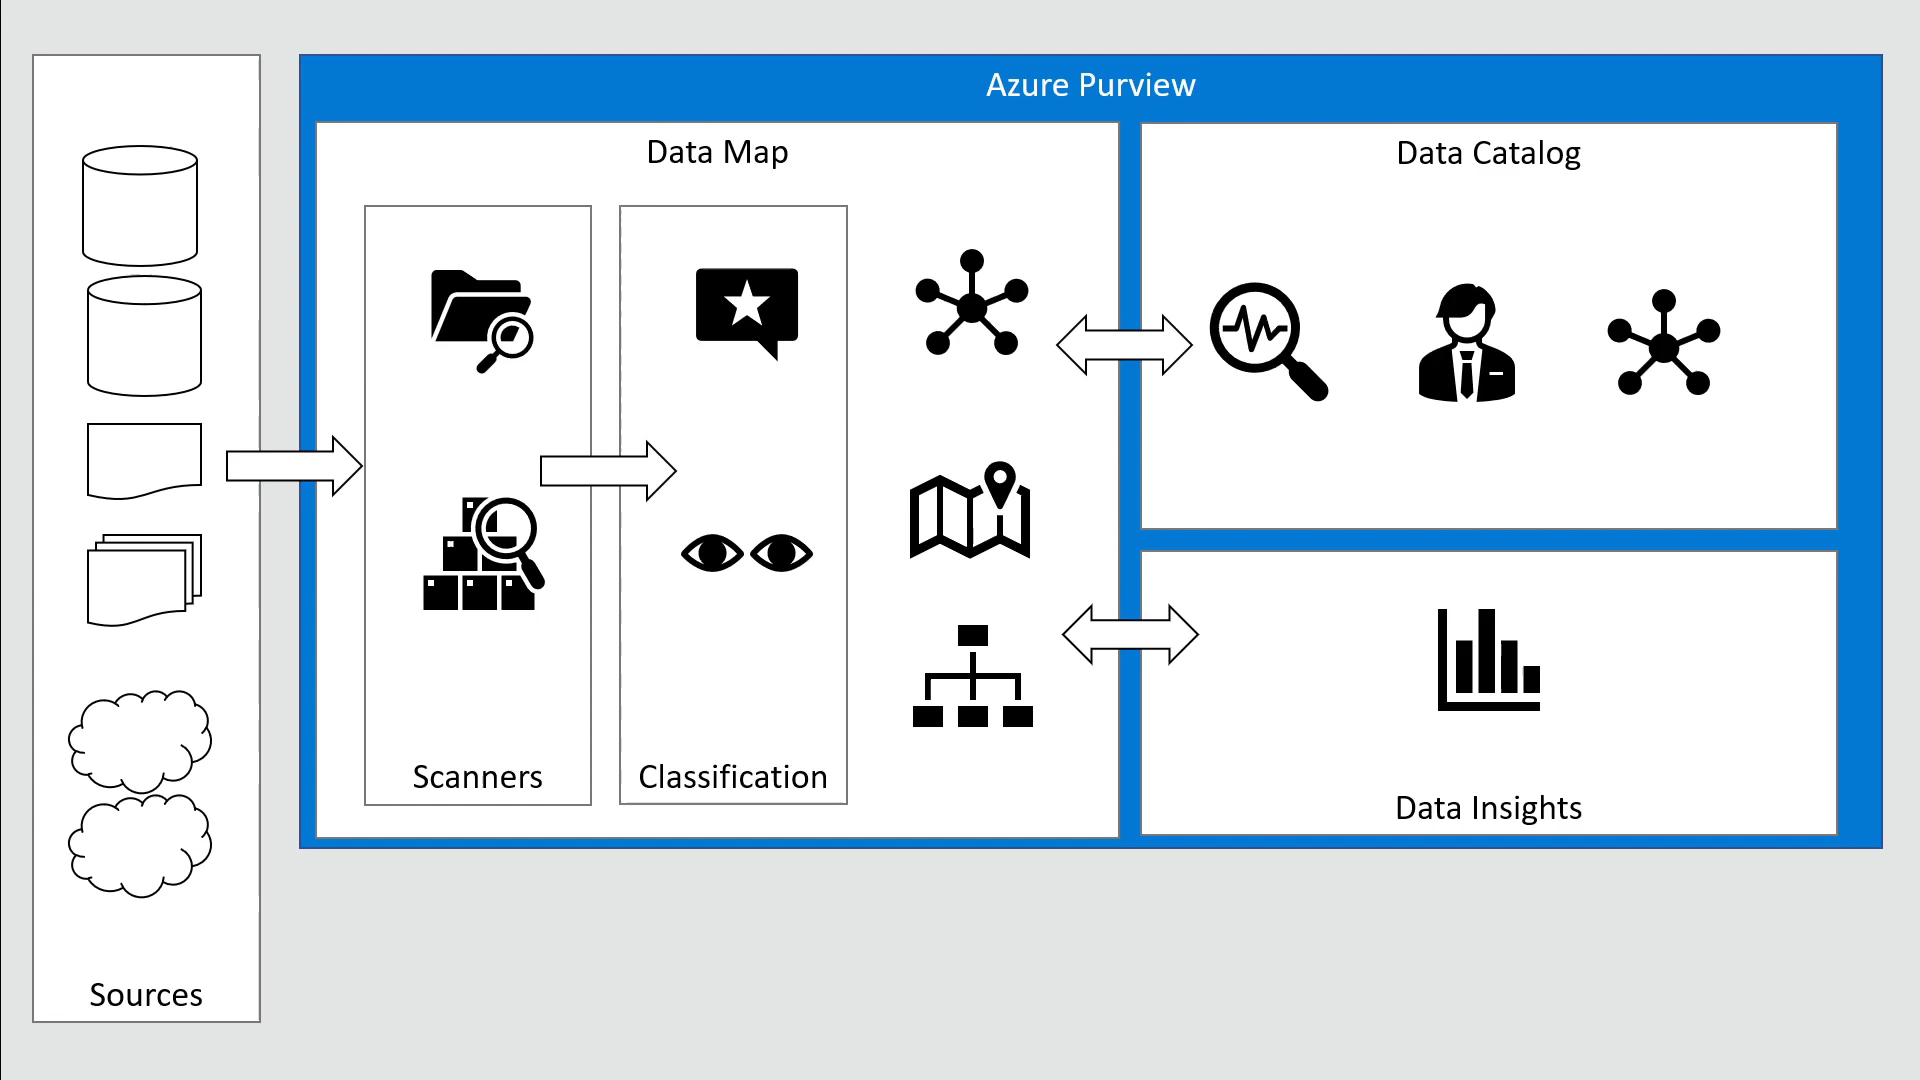 Azure Purview
Data Map
Data Catalog
Scanners
Classification
Data Insights
Sources